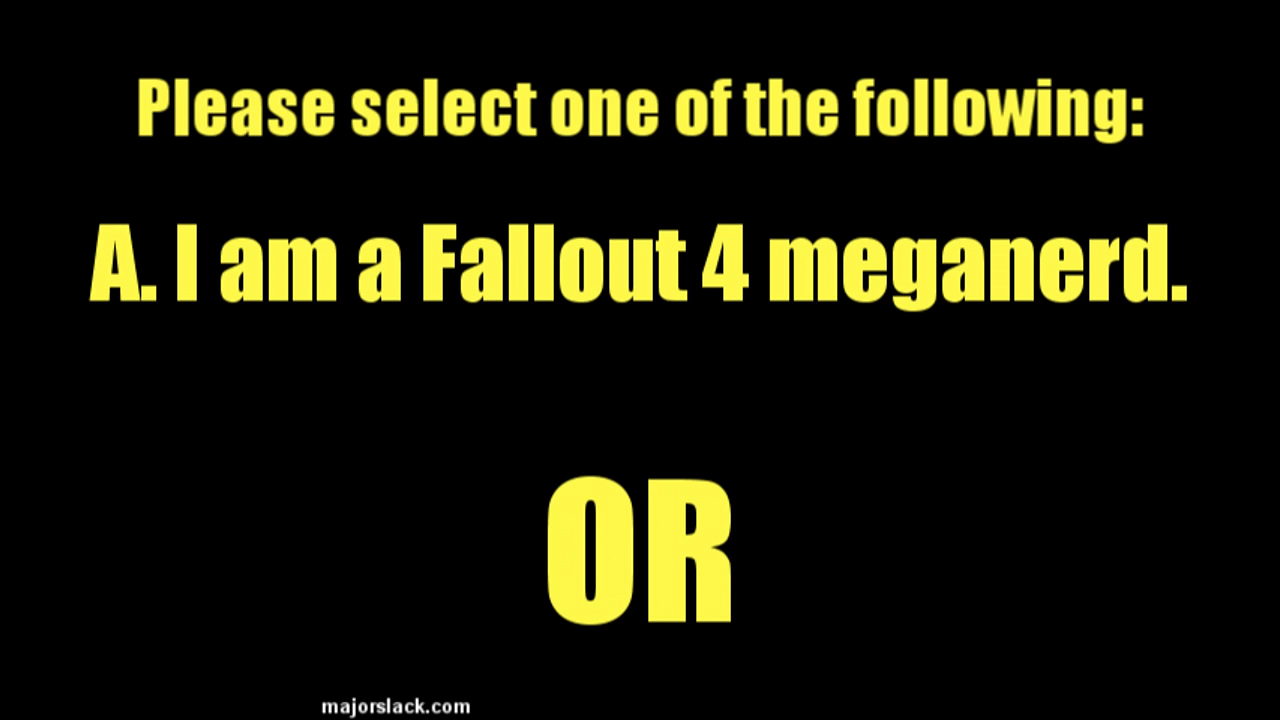 Please select one of the following:
A. I am a Fallout 4 meganerd.
OR
majorslack.com